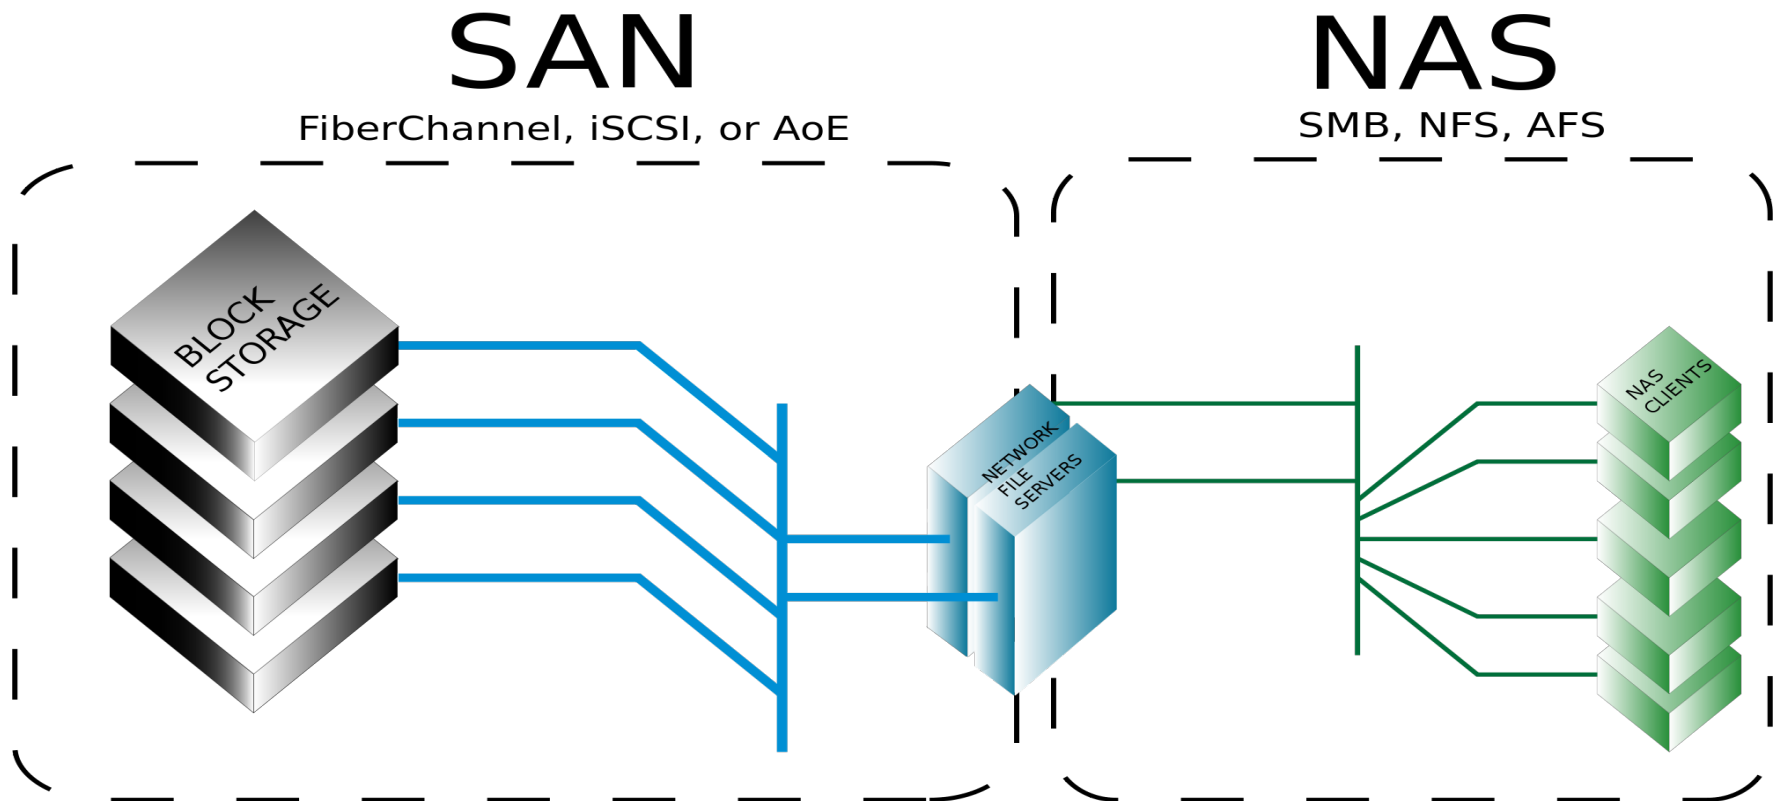 SAN
FiberChannel, iSCSI, or AoE
NAS
SMB, NFS, AFS
BLOCK
STORAGE
NETWORK
FILE
SERVERS
NAS
CLIENTS